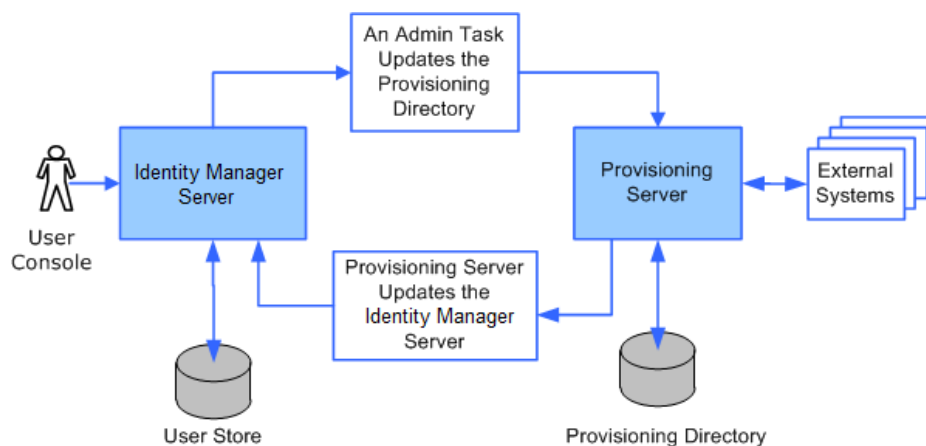 An Admin Task
Updates the
Provisioning
Directory
Identity Manager
Server
Provisioning
Server
External
Systems
User
Console
Provisioning Server
Updates the
Identity Manager
Server
User Store
Provisioning Directory